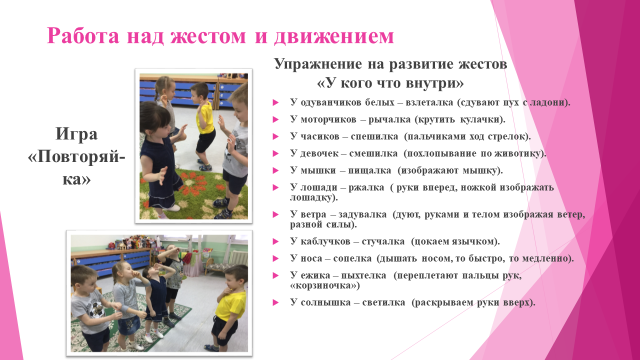 Работа над жестом и движением
Игра
«Повторяй-
ка»
Упражнение на развитие жестов
«У кого что внутри»
У одуванчиков белых – взлеталка (сдувают пух с ладони).
У моторчиков – рычалка (крутить кулачки).
У часиков – спешилка (пальчиками ход стрелок).
У девочек – смешилка (похлопывание по животику).
У мышки – пищалка (изображают мышку).
У лошади – ржалка ( руки вперед, ножкой изображать
лошадку).
У ветра – задувалка (дуют, руками и телом изображая ветер,
разной силы).
У каблучков – стучалка (цокаем язычком).
У носа – сопелка (дышать носом, то быстро, то медленно).
У ежика – пыхтелка (переплетают пальцы рук,
«корзиночка»)
У солнышка – светилка (раскрываем руки вверх).